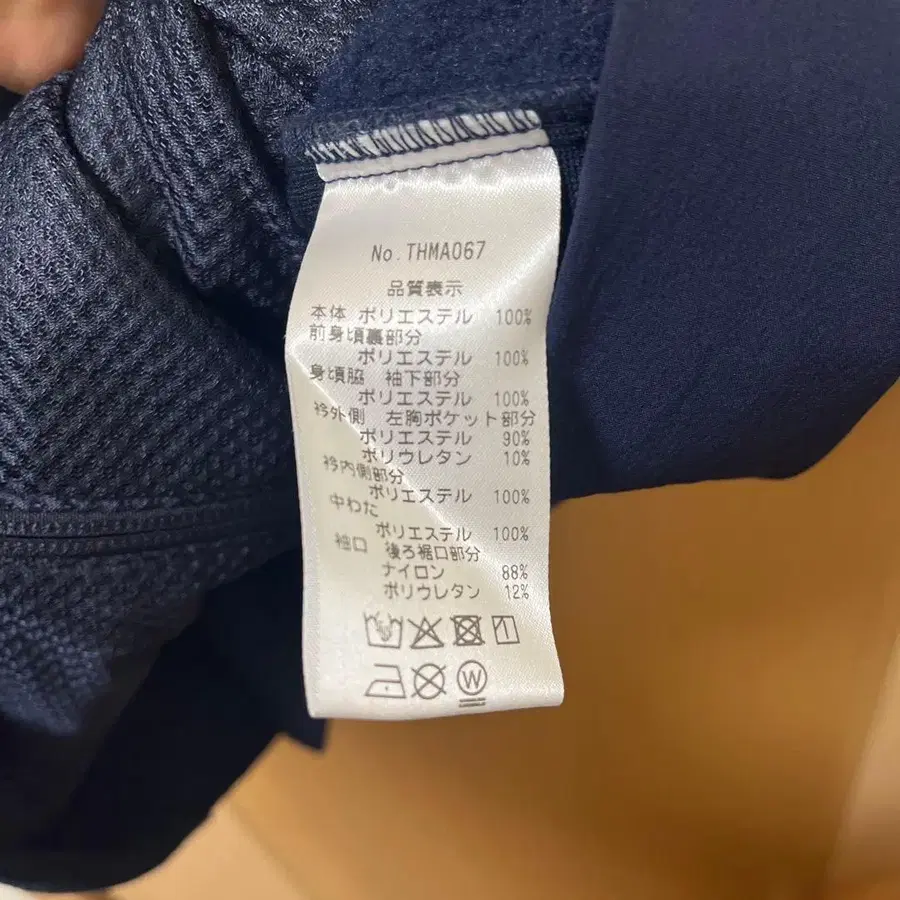 No. THMA067
品質表示
本体 ポリエステル 100%
前身頃裏部分
ポリエステル 100%
身頃脇 袖下部分
ポリエステル 100%
衿外側 左胸ポケット部分
ポリエステル 90%
ポリウレタン 10%
衿内側部分
ポリエステル 100%
中わた
ポリエステル 100%
袖口 後ろ裾口部分
ナイロン 88%
ポリウレタン 12%
W